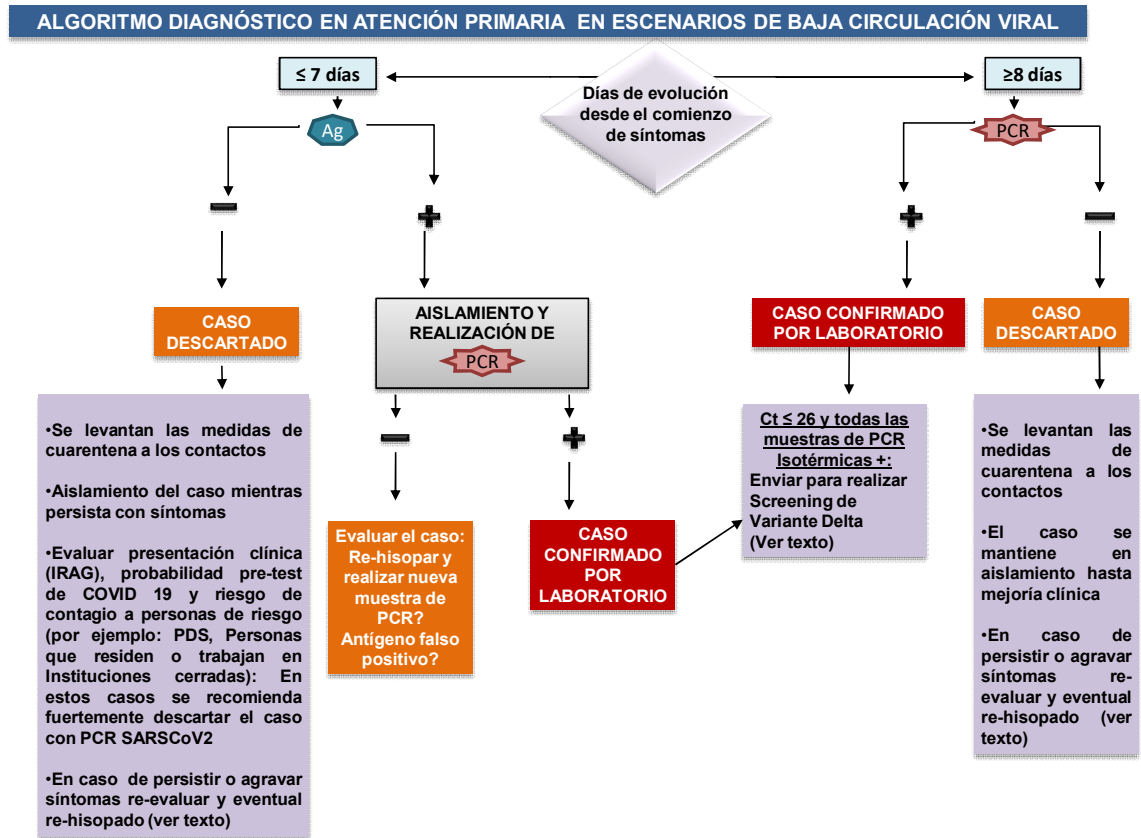 ALGORITMO DIAGNÓSTICO EN ATENCIÓN PRIMARIA EN ESCENARIOS DE BAJA CIRCULACIÓN VIRAL
≤ 7 días
Días de evolución
desde el comienzo
de síntomas
≥8 días
Ag
PCR
CASO
DESCARTADO
AISLAMIENTO Y
REALIZACIÓN DE
PCR
CASO CONFIRMADO
POR LABORATORIO
CASO
DESCARTADO
•Se levantan las medidas de
cuarentena a los contactos
•Aislamiento del caso mientras
persista con síntomas
•Evaluar presentación clínica
(IRAG), probabilidad pre-test
de COVID 19 y riesgo de
contagio a personas de riesgo
(por ejemplo: PDS, Personas
que residen o trabajan en
Instituciones cerradas): En
estos casos se recomienda
fuertemente descartar el caso
con PCR SARSCoV2
•En caso de persistir o agravar
síntomas re-evaluar y eventual
re-hisopado (ver texto)
Evaluar el caso:
Re-hisopar y
realizar nueva
muestra de
PCR?
Antígeno falso
positivo?
CASO
CONFIRMADO
POR
LABORATORIO
Ct ≤ 26 y todas las
muestras de PCR
Isotérmicas +:
Enviar para realizar
Screening de
Variante Delta
(Ver texto)
•Se levantan las
medidas de
cuarentena a los
contactos
•El caso se
mantiene en
aislamiento hasta
mejoría clínica
•En caso de
persistir o agravar
síntomas re-
evaluar y eventual
re-hisopado (ver
texto)